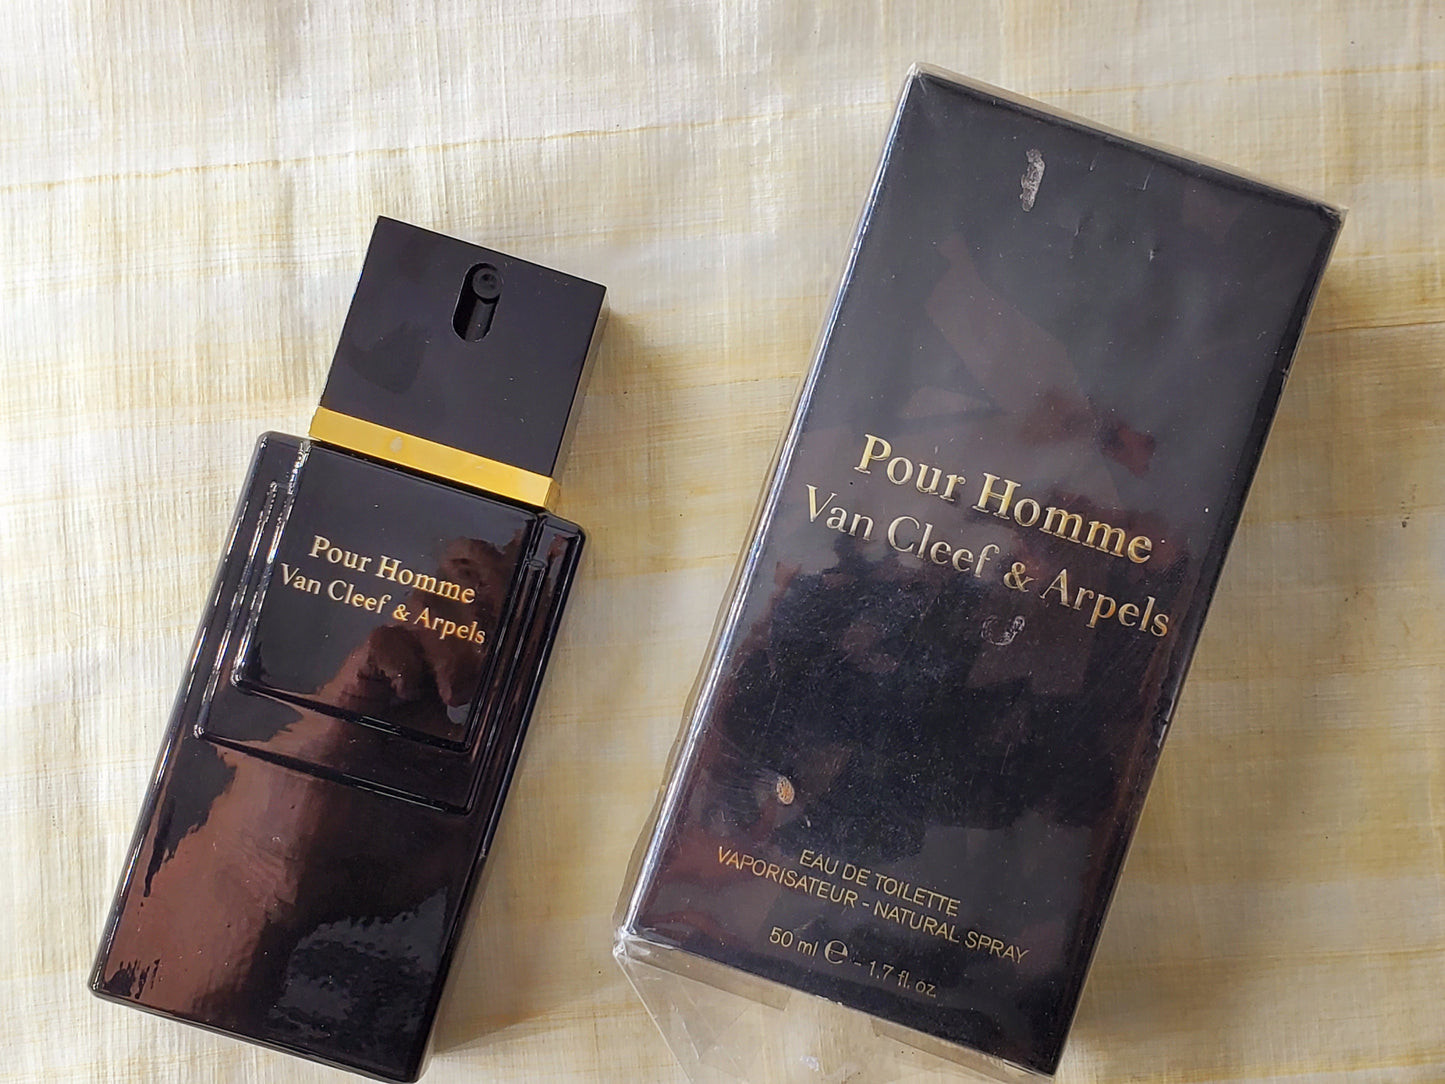 Pour Homme
Van Cleef & Arpels
Pour Homme
Van Cleef & Arpels
EAU DE TOILETTE
VAPORISATEUR - NATURAL SPRAY
50 ml ℮ - 1.7 fl. oz